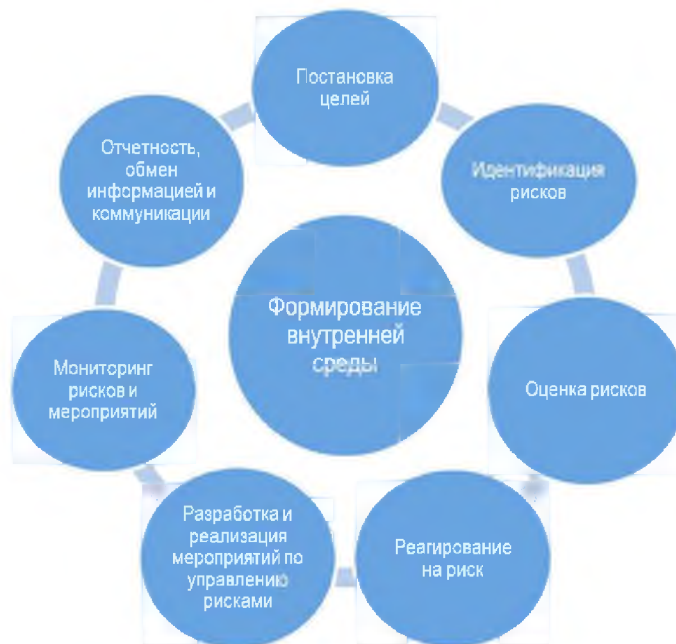 Постановка
целей
Идентификация
рисков
Оценка рисков
Реагирование
на риск
Разработка и
реализация
мероприятий по
управлению
рисками
Мониторинг
рисков и
мероприятий
Отчетность,
обмен
информацией и
коммуникации
Формирование
внутренней
среды